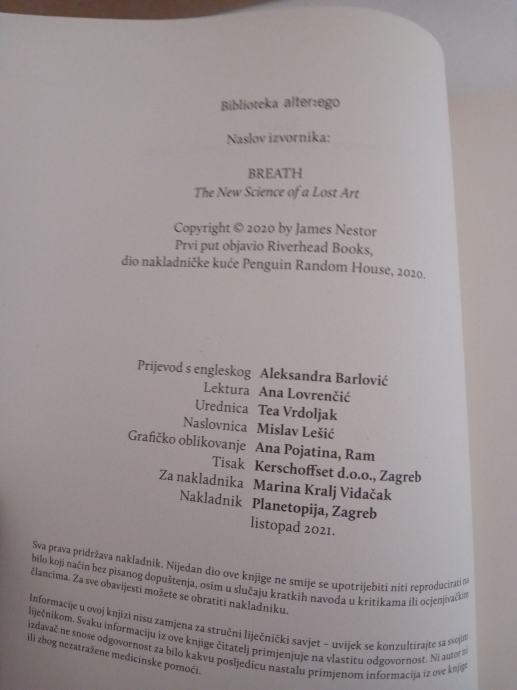 Biblioteka alter:ego
Naslov izvornika:
BREATH
The New Science of a Lost Art
Copyright © 2020 by James Nestor
Prvi put objavio Riverhead Books,
dio nakladničke kuće Penguin Random House, 2020.
Prijevod s engleskog Aleksandra Barlović
Lektura Ana Lovrenčić
Urednica Tea Vrdoljak
Naslovnica Mislav Lešić
Grafičko oblikovanje Ana Pojatina, Ram
Tisak Kerschoffset d.o.o., Zagreb
Za nakladnika Marina Kralj Vidačak
Nakladnik Planetopija, Zagreb
listopad 2021.
Sva prava pridržava nakladnik. Nijedan dio ove knjige ne smije se upotrijebiti niti reproducirati na
bilo koji način bez pisanog dopuštenja, osim u slučaju kratkih navoda u kritikama ili ocjenjivačkim
člancima. Za sve obavijesti možete se obratiti nakladniku.
Informacije u ovoj knjizi nisu zamjena za stručni liječnički savjet – uvijek se konzultirajte sa svojim
liječnikom. Svaku informaciju iz ove knjige čitatelj primjenjuje na vlastitu odgovornost. Ni autor ni
izdavač ne snose odgovornost za bilo kakvu posljedicu nastalu primjenom informacija iz ove knjige
ili zbog nezatražene medicinske pomoći.